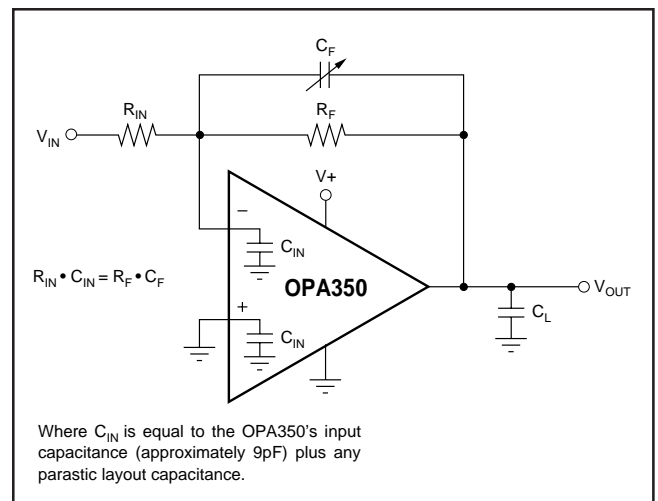 C_F
R_IN
R_F
V_IN
V+
–
C_IN
R_IN • C_IN = R_F • C_F
OPA350
+
C_IN
V_OUT
C_L
Where C_IN is equal to the OPA350's input
capacitance (approximately 9pF) plus any
parastic layout capacitance.